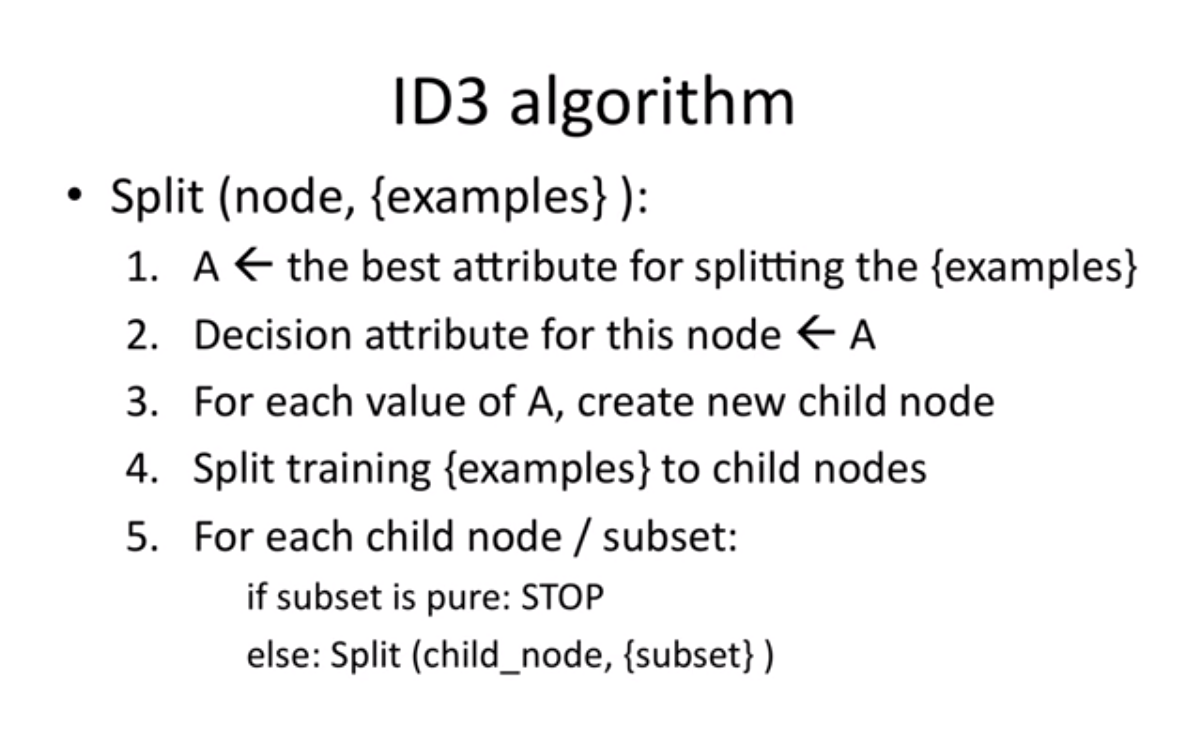 ID3 algorithm
• Split (node, {examples} ):
1. A ← the best attribute for splitting the {examples}
2. Decision attribute for this node ← A
3. For each value of A, create new child node
4. Split training {examples} to child nodes
5. For each child node / subset:
if subset is pure: STOP
else: Split (child_node, {subset} )